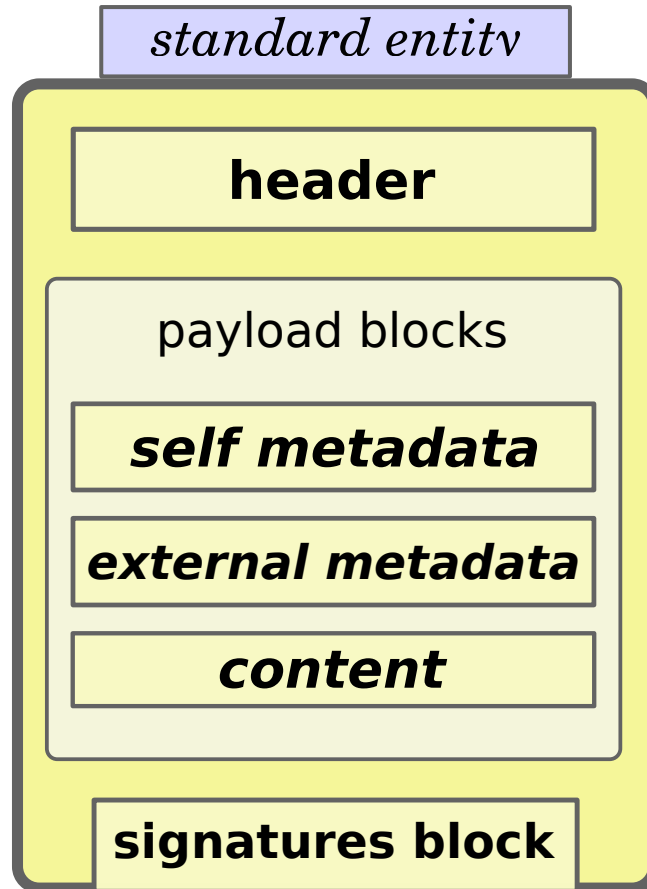 standard entity
header
payload blocks
self metadata
external metadata
content
signatures block